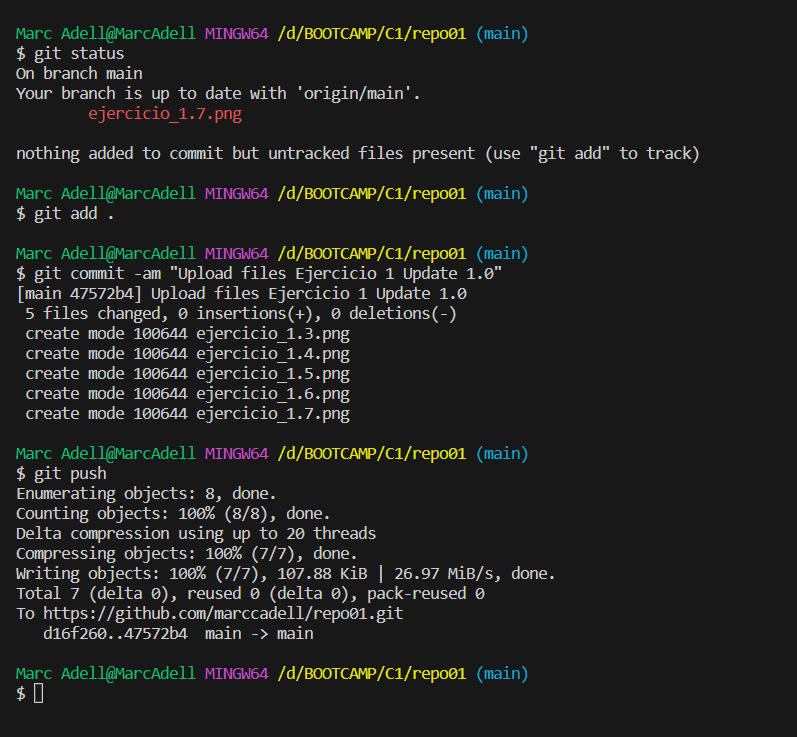 Marc Adell@MarcAdell MINGW64 /d/BOOTCAMP/C1/repo01 (main)
$ git status
On branch main
Your branch is up to date with 'origin/main'.
        ejercicio_1.7.png

nothing added to commit but untracked files present (use "git add" to track)

Marc Adell@MarcAdell MINGW64 /d/BOOTCAMP/C1/repo01 (main)
$ git add .

Marc Adell@MarcAdell MINGW64 /d/BOOTCAMP/C1/repo01 (main)
$ git commit -am "Upload files Ejercicio 1 Update 1.0"
[main 47572b4] Upload files Ejercicio 1 Update 1.0
 5 files changed, 0 insertions(+), 0 deletions(-)
 create mode 100644 ejercicio_1.3.png
 create mode 100644 ejercicio_1.4.png
 create mode 100644 ejercicio_1.5.png
 create mode 100644 ejercicio_1.6.png
 create mode 100644 ejercicio_1.7.png

Marc Adell@MarcAdell MINGW64 /d/BOOTCAMP/C1/repo01 (main)
$ git push
Enumerating objects: 8, done.
Counting objects: 100% (8/8), done.
Delta compression using up to 20 threads
Compressing objects: 100% (7/7), done.
Writing objects: 100% (7/7), 107.88 KiB | 26.97 MiB/s, done.
Total 7 (delta 0), reused 0 (delta 0), pack-reused 0
To https://github.com/marccadell/repo01.git
   d16f260..47572b4  main -> main

Marc Adell@MarcAdell MINGW64 /d/BOOTCAMP/C1/repo01 (main)
$